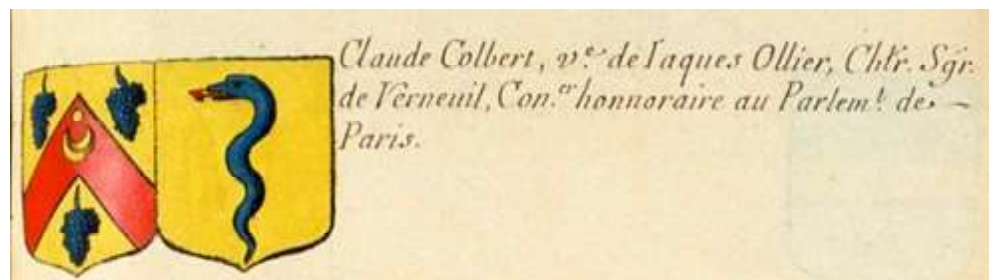 Claude Colbert, v.e de Iaques Ollier, Chlr. Sgr.
de Verneuil, Con.er honnoraire au Parlem.t de -
Paris.